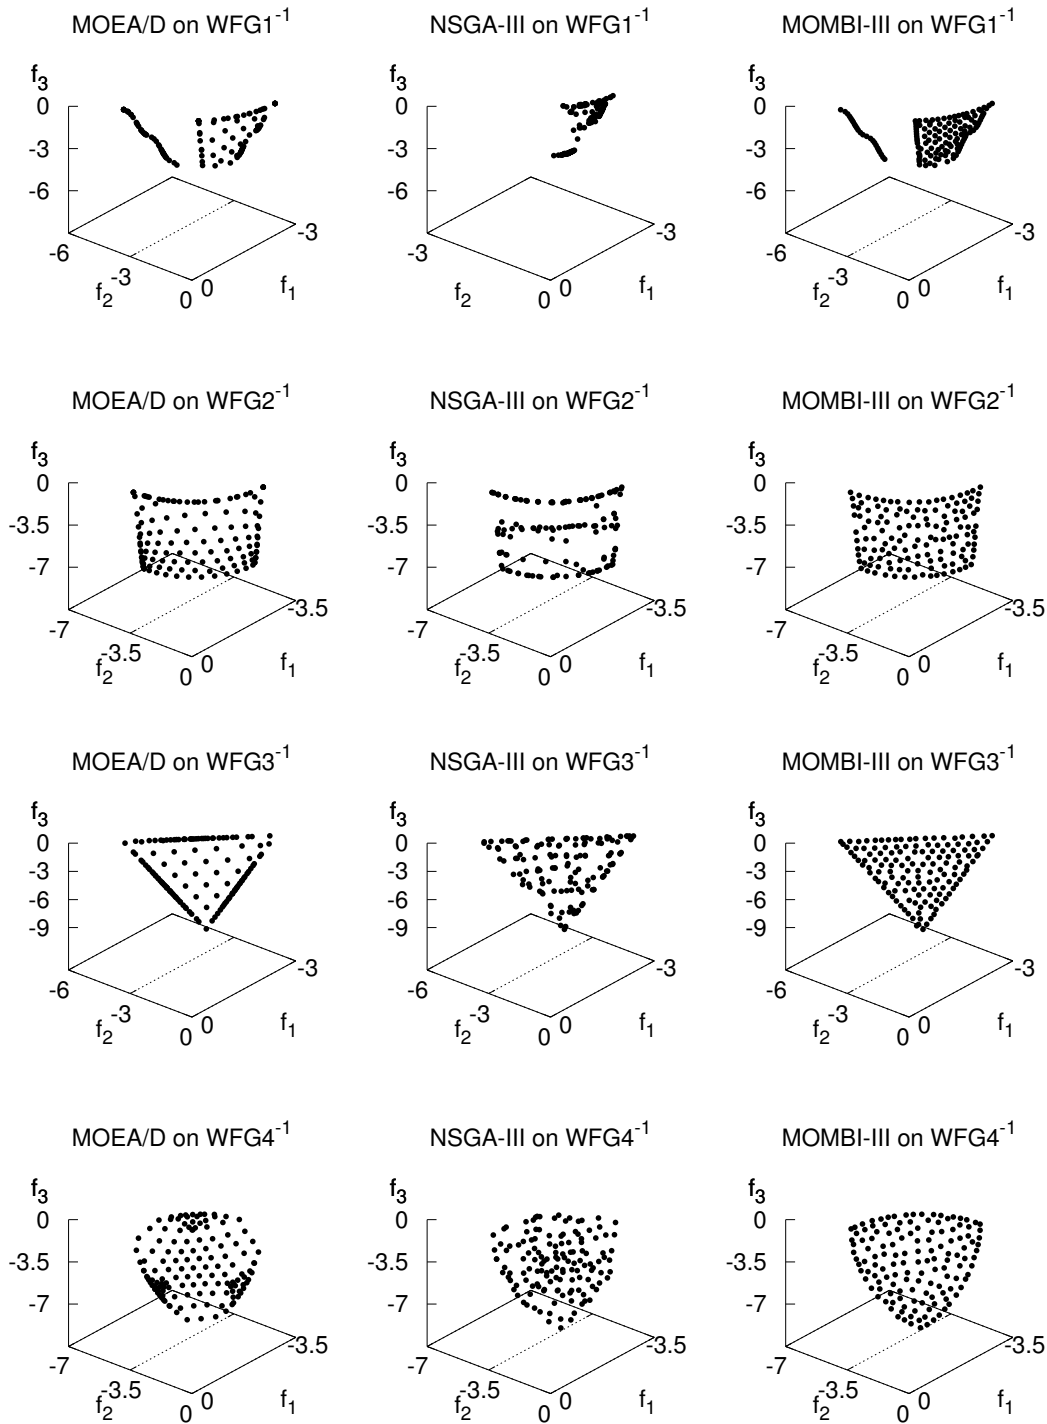 MOEA/D on WFG1⁻¹ NSGA-III on WFG1⁻¹ MOMBI-III on WFG1⁻¹
f₃ f₃ f₃
0 0 0
-3 -3 -3
-6 -6 -6
-3 -3 -3
-6 -3 -6
-3 -3
f₂ 0 0 f₁ f₂ 0 0 f₁ f₂ 0 0 f₁
MOEA/D on WFG2⁻¹ NSGA-III on WFG2⁻¹ MOMBI-III on WFG2⁻¹
f₃ f₃ f₃
0 0 0
-3.5 -3.5 -3.5
-7 -7 -7
-3.5 -3.5 -3.5
-7 -7 -7
-3.5 -3.5 -3.5
f₂ 0 0 f₁ f₂ 0 0 f₁ f₂ 0 0 f₁
MOEA/D on WFG3⁻¹ NSGA-III on WFG3⁻¹ MOMBI-III on WFG3⁻¹
f₃ f₃ f₃
0 0 0
-3 -3 -3
-6 -6 -6
-9 -9 -9
-3 -3 -3
-6 -6 -6
-3 -3 -3
f₂ 0 0 f₁ f₂ 0 0 f₁ f₂ 0 0 f₁
MOEA/D on WFG4⁻¹ NSGA-III on WFG4⁻¹ MOMBI-III on WFG4⁻¹
f₃ f₃ f₃
0 0 0
-3.5 -3.5 -3.5
-7 -7 -7
-3.5 -3.5 -3.5
-7 -7 -7
-3.5 -3.5 -3.5
f₂ 0 0 f₁ f₂ 0 0 f₁ f₂ 0 0 f₁